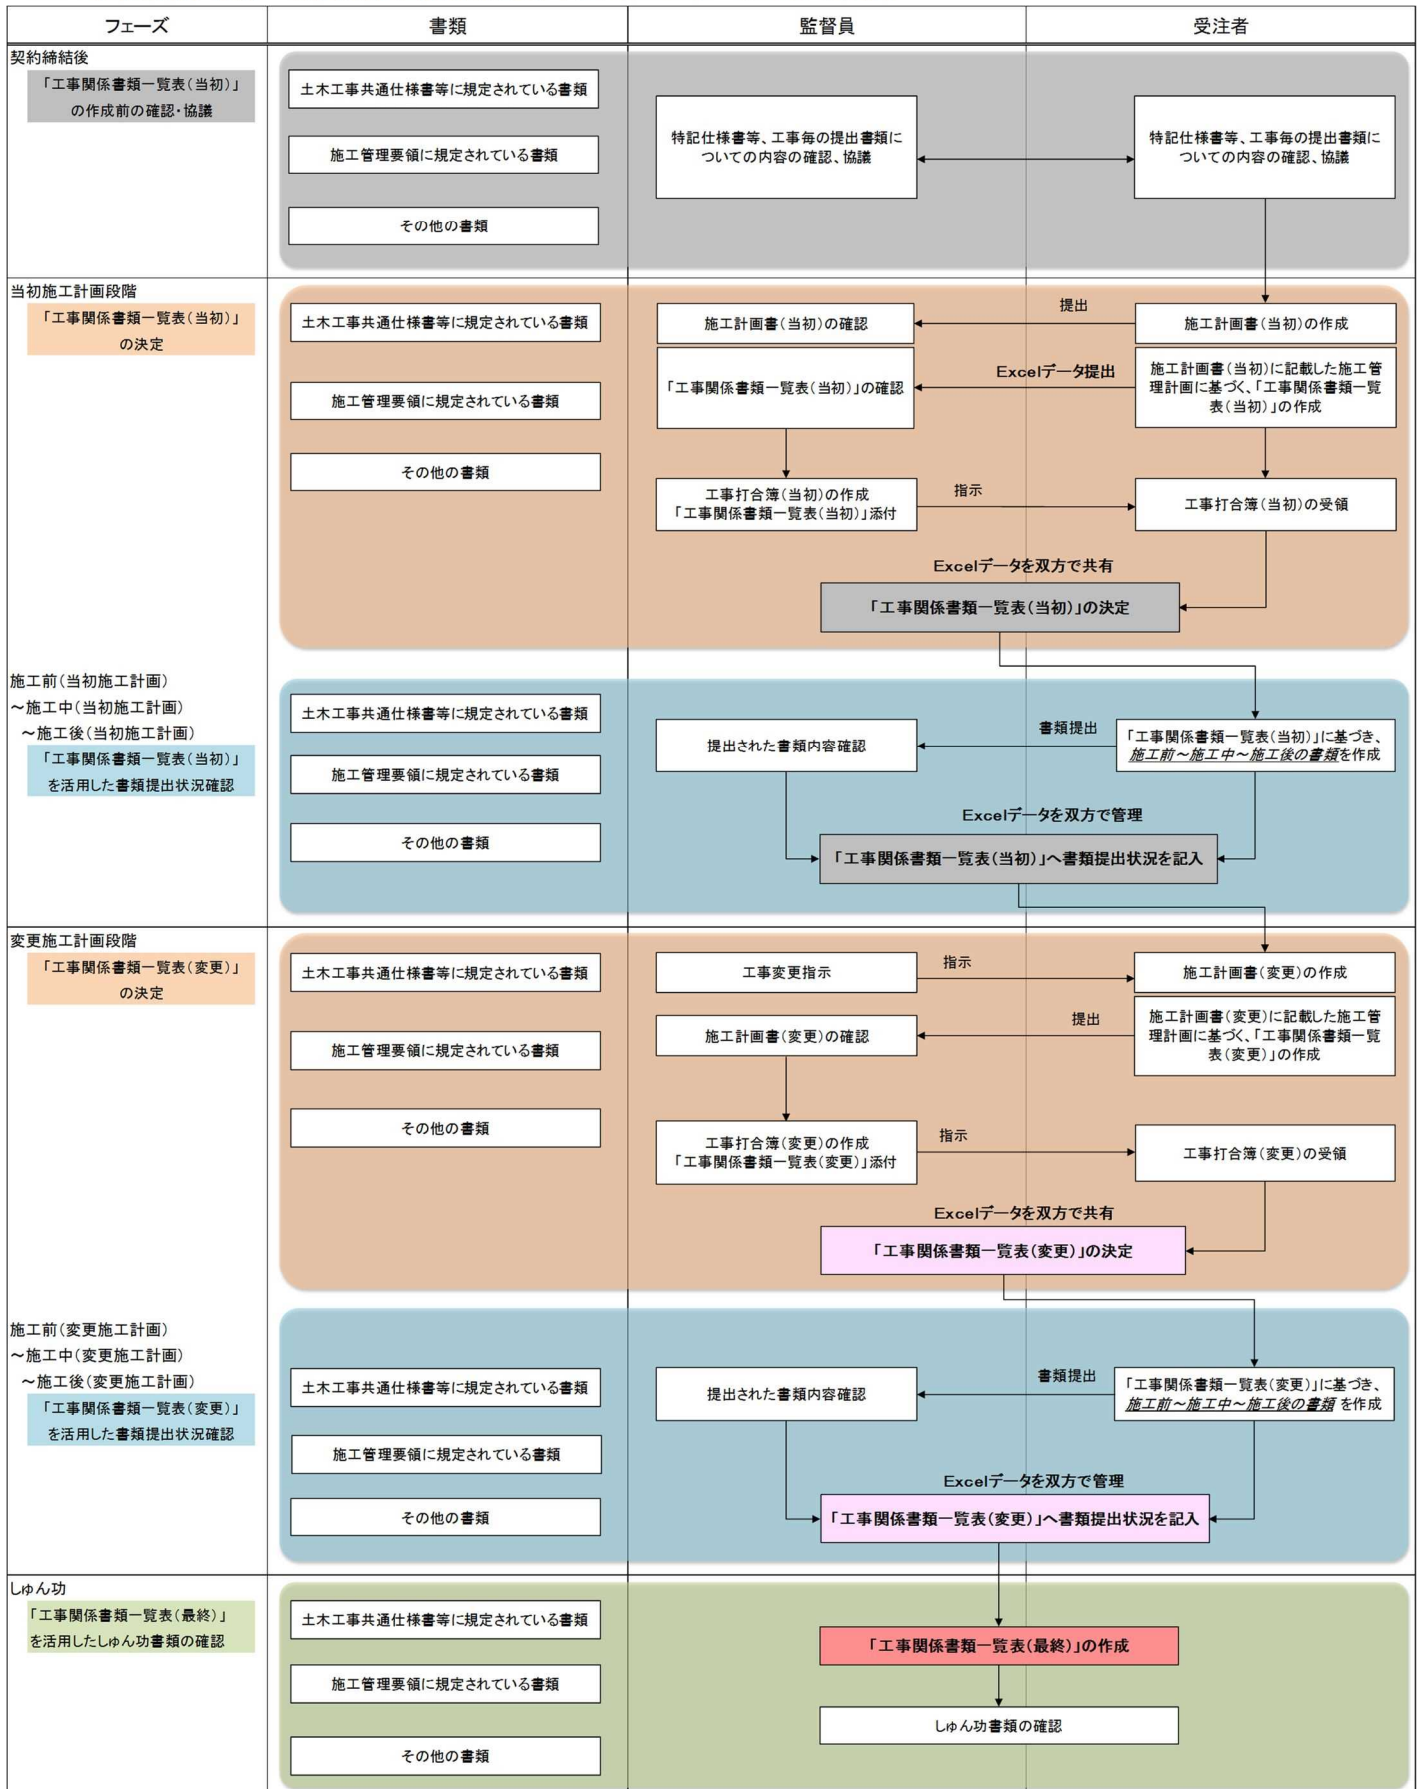 フェーズ
書類
監督員
受注者
契約締結後
「工事関係書類一覧表(当初)」
の作成前の確認・協議
土木工事共通仕様書等に規定されている書類
施工管理要領に規定されている書類
その他の書類
特記仕様書等、工事毎の提出書類に
ついての内容の確認、協議
特記仕様書等、工事毎の提出書類に
ついての内容の確認、協議
当初施工計画段階
「工事関係書類一覧表(当初)」
の決定
土木工事共通仕様書等に規定されている書類
施工管理要領に規定されている書類
その他の書類
施工計画書(当初)の確認
提出
施工計画書(当初)の作成
「工事関係書類一覧表(当初)」の確認
Excelデータ提出
施工計画書(当初)に記載した施工管
理計画に基づく、「工事関係書類一覧
表(当初)」の作成
工事打合簿(当初)の作成
「工事関係書類一覧表(当初)」添付
指示
工事打合簿(当初)の受領
Excelデータを双方で共有
「工事関係書類一覧表(当初)」の決定
施工前(当初施工計画)
～施工中(当初施工計画)
～施工後(当初施工計画)
「工事関係書類一覧表(当初)」
を活用した書類提出状況確認
土木工事共通仕様書等に規定されている書類
施工管理要領に規定されている書類
その他の書類
提出された書類内容確認
書類提出
「工事関係書類一覧表(当初)」に基づき、
施工前～施工中～施工後の書類を作成
Excelデータを双方で管理
「工事関係書類一覧表(当初)」へ書類提出状況を記入
変更施工計画段階
「工事関係書類一覧表(変更)」
の決定
土木工事共通仕様書等に規定されている書類
施工管理要領に規定されている書類
その他の書類
工事変更指示
指示
施工計画書(変更)の作成
施工計画書(変更)の確認
提出
施工計画書(変更)に記載した施工管
理計画に基づく、「工事関係書類一覧
表(変更)」の作成
工事打合簿(変更)の作成
「工事関係書類一覧表(変更)」添付
指示
工事打合簿(変更)の受領
Excelデータを双方で共有
「工事関係書類一覧表(変更)」の決定
施工前(変更施工計画)
～施工中(変更施工計画)
～施工後(変更施工計画)
「工事関係書類一覧表(変更)」
を活用した書類提出状況確認
土木工事共通仕様書等に規定されている書類
施工管理要領に規定されている書類
その他の書類
提出された書類内容確認
書類提出
「工事関係書類一覧表(変更)」に基づき、
施工前～施工中～施工後の書類 を作成
Excelデータを双方で管理
「工事関係書類一覧表(変更)」へ書類提出状況を記入
しゅん功
「工事関係書類一覧表(最終)」
を活用したしゅん功書類の確認
土木工事共通仕様書等に規定されている書類
施工管理要領に規定されている書類
その他の書類
「工事関係書類一覧表(最終)」の作成
しゅん功書類の確認